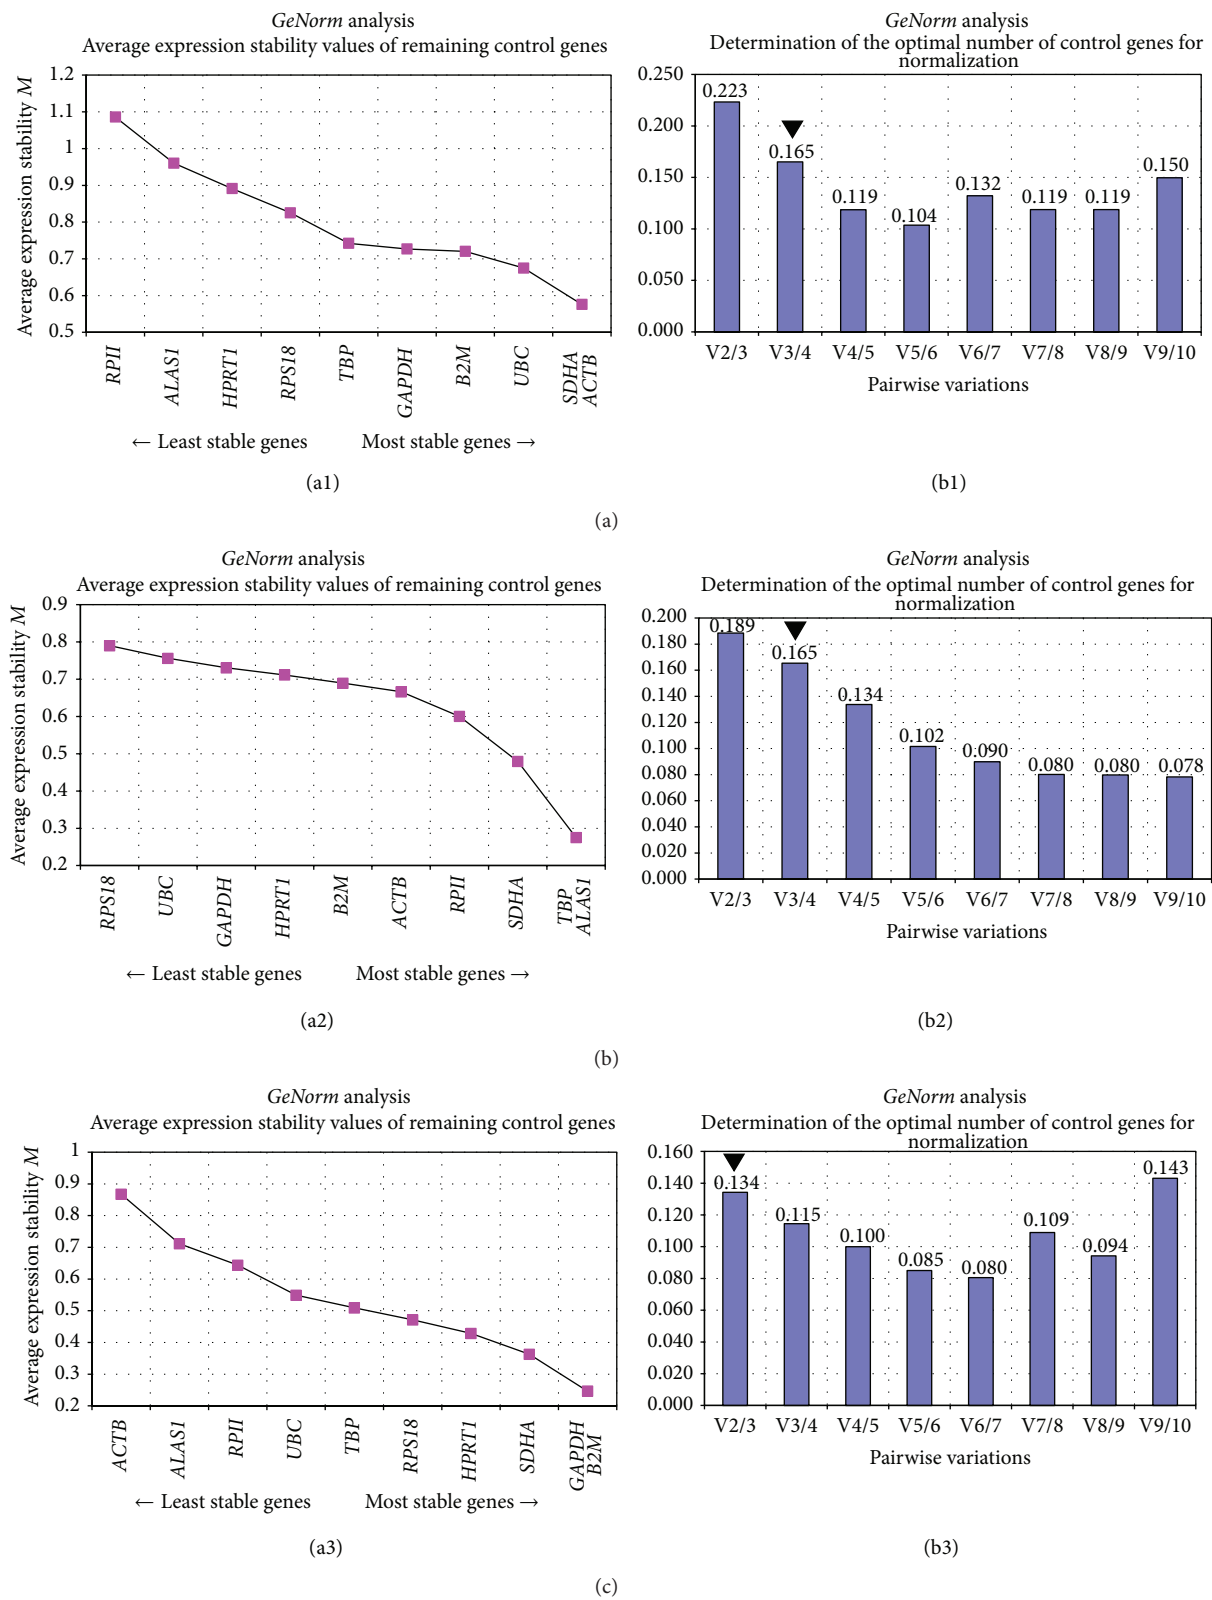 GeNorm analysis
Average expression stability values of remaining control genes
Average expression stability M
1.2
1.1
1
0.9
0.8
0.7
0.6
0.5
RPII
ALAS1
HPRT1
RPS18
TBP
GAPDH
B2M
UBC
SDHA
ACTB
← Least stable genes
Most stable genes →
(a1)
GeNorm analysis
Determination of the optimal number of control genes for
normalization
0.250
0.200
0.150
0.100
0.050
0.000
0.223
0.165
0.119
0.104
0.132
0.119
0.119
0.150
V2/3
V3/4
V4/5
V5/6
V6/7
V7/8
V8/9
V9/10
Pairwise variations
(b1)
(a)
GeNorm analysis
Average expression stability values of remaining control genes
Average expression stability M
0.9
0.8
0.7
0.6
0.5
0.4
0.3
0.2
RPS18
UBC
GAPDH
HPRT1
B2M
ACTB
RPII
SDHA
TBP
ALAS1
← Least stable genes
Most stable genes →
(a2)
GeNorm analysis
Determination of the optimal number of control genes for
normalization
0.200
0.180
0.160
0.140
0.120
0.100
0.080
0.060
0.040
0.020
0.000
0.189
0.165
0.134
0.102
0.090
0.080
0.080
0.078
V2/3
V3/4
V4/5
V5/6
V6/7
V7/8
V8/9
V9/10
Pairwise variations
(b2)
(b)
GeNorm analysis
Average expression stability values of remaining control genes
Average expression stability M
1
0.9
0.8
0.7
0.6
0.5
0.4
0.3
0.2
ACTB
ALAS1
RPII
UBC
TBP
RPS18
HPRT1
SDHA
GAPDH
B2M
← Least stable genes
Most stable genes →
(a3)
GeNorm analysis
Determination of the optimal number of control genes for
normalization
0.160
0.140
0.120
0.100
0.080
0.060
0.040
0.020
0.000
0.134
0.115
0.100
0.085
0.080
0.109
0.094
0.143
V2/3
V3/4
V4/5
V5/6
V6/7
V7/8
V8/9
V9/10
Pairwise variations
(b3)
(c)